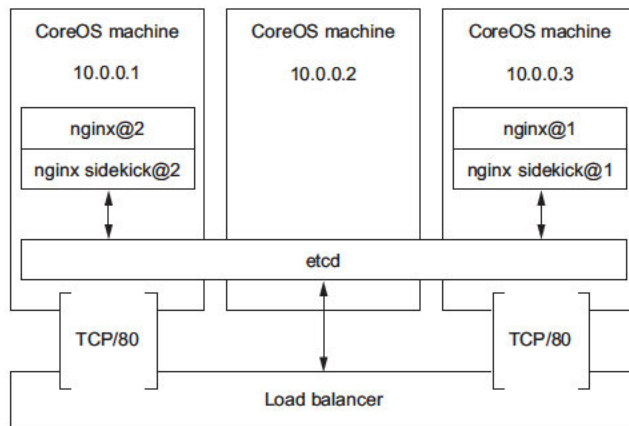 CoreOS machine
10.0.0.1
nginx@2
nginx sidekick@2
CoreOS machine
10.0.0.2
CoreOS machine
10.0.0.3
nginx@1
nginx sidekick@1
etcd
TCP/80
TCP/80
Load balancer